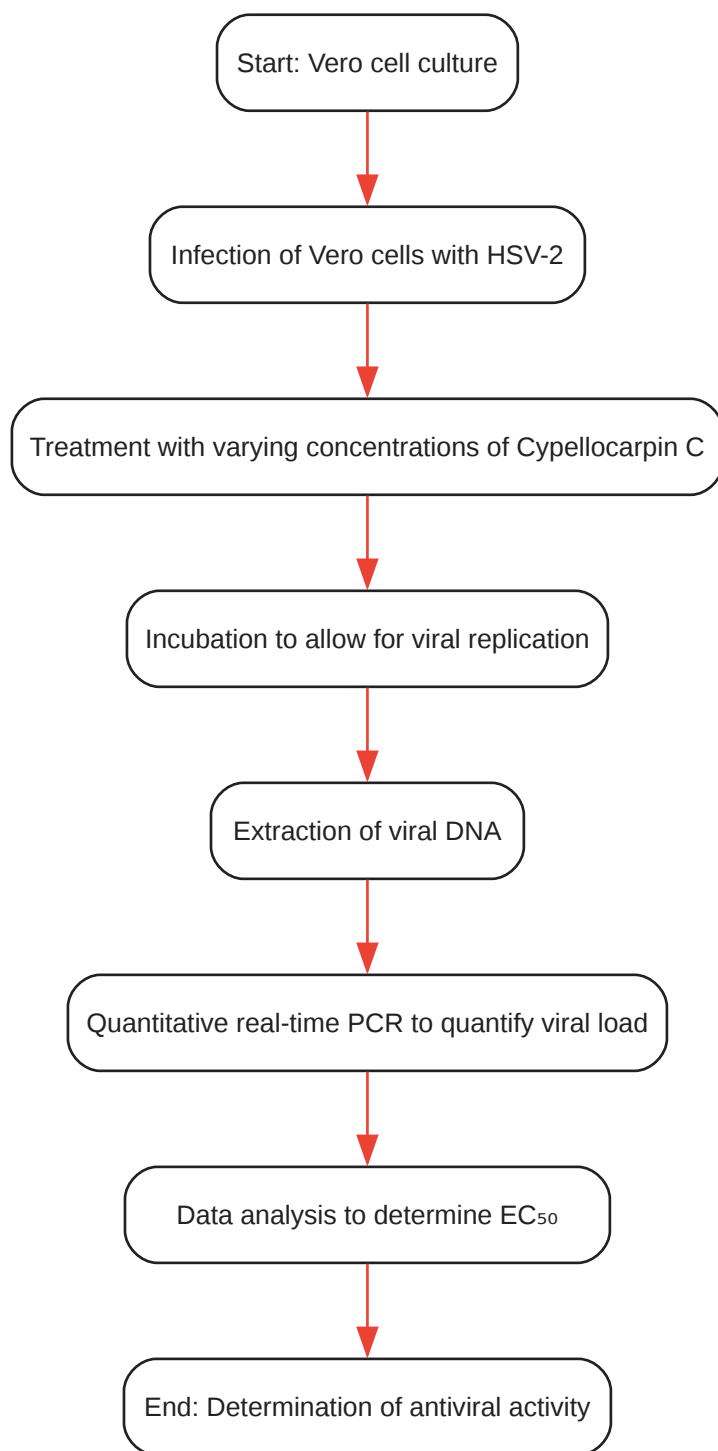 Start: Vero cell culture
Infection of Vero cells with HSV-2
Treatment with varying concentrations of Cypellocarpin C
Incubation to allow for viral replication
Extraction of viral DNA
Quantitative real-time PCR to quantify viral load
Data analysis to determine EC₅₀
End: Determination of antiviral activity